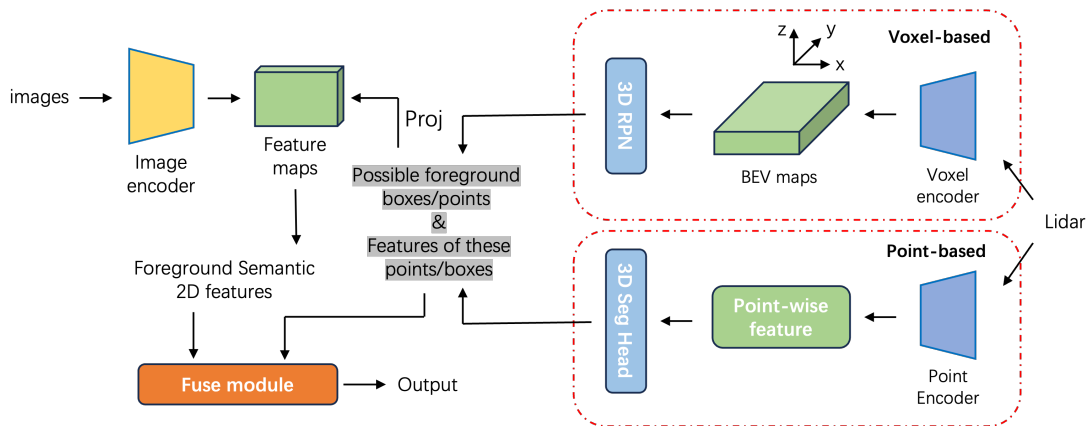 images
Image
encoder
Feature
maps
Proj
Possible foreground
boxes/points
&
Features of these
points/boxes
Foreground Semantic
2D features
Fuse module
Output
Voxel-based
z
y
x
3D RPN
BEV maps
Voxel
encoder
Lidar
Point-based
3D Seg Head
Point-wise
feature
Point
Encoder